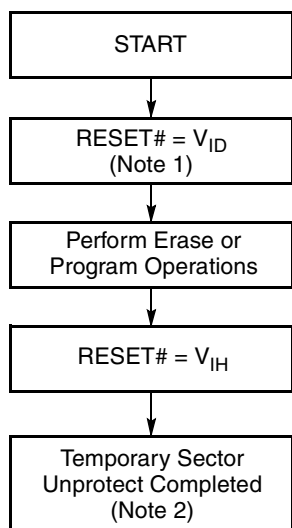 START
RESET# = VID
(Note 1)
Perform Erase or
Program Operations
RESET# = VIH
Temporary Sector
Unprotect Completed
(Note 2)